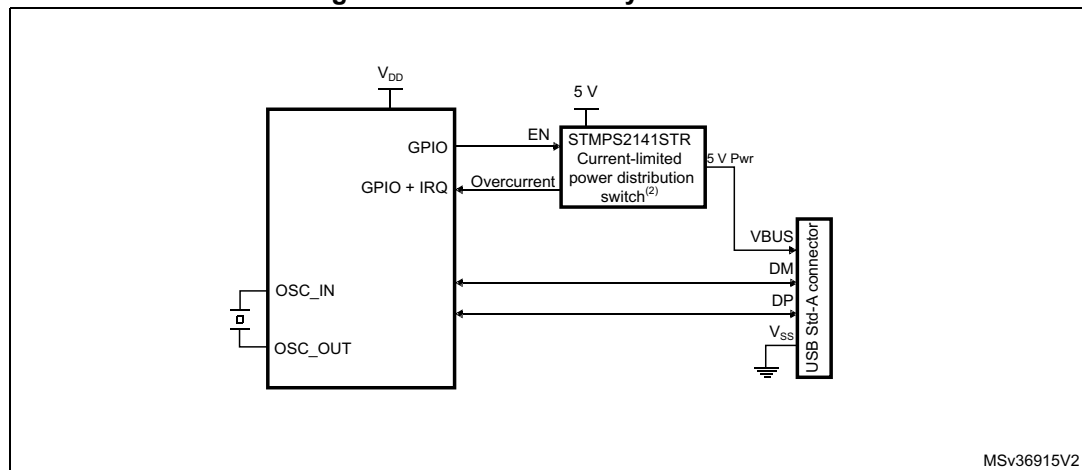 V_DD
5 V
GPIO
EN
STMPS2141STR
Current-limited
power distribution
switch(2)
5 V Pwr
GPIO + IRQ
Overcurrent
VBUS
DM
DP
V_SS
USB Std-A connector
OSC_IN
OSC_OUT
MSv36915V2